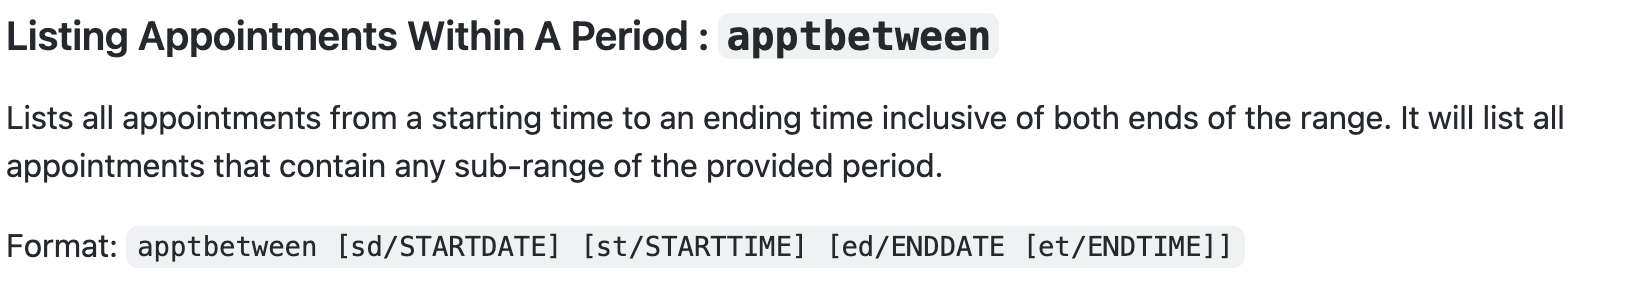 Listing Appointments Within A Period : apptbetween
Lists all appointments from a starting time to an ending time inclusive of both ends of the range. It will list all
appointments that contain any sub-range of the provided period.
Format: apptbetween [sd/STARTDATE] [st/STARTTIME] [ed/ENDDATE [et/ENDTIME]]